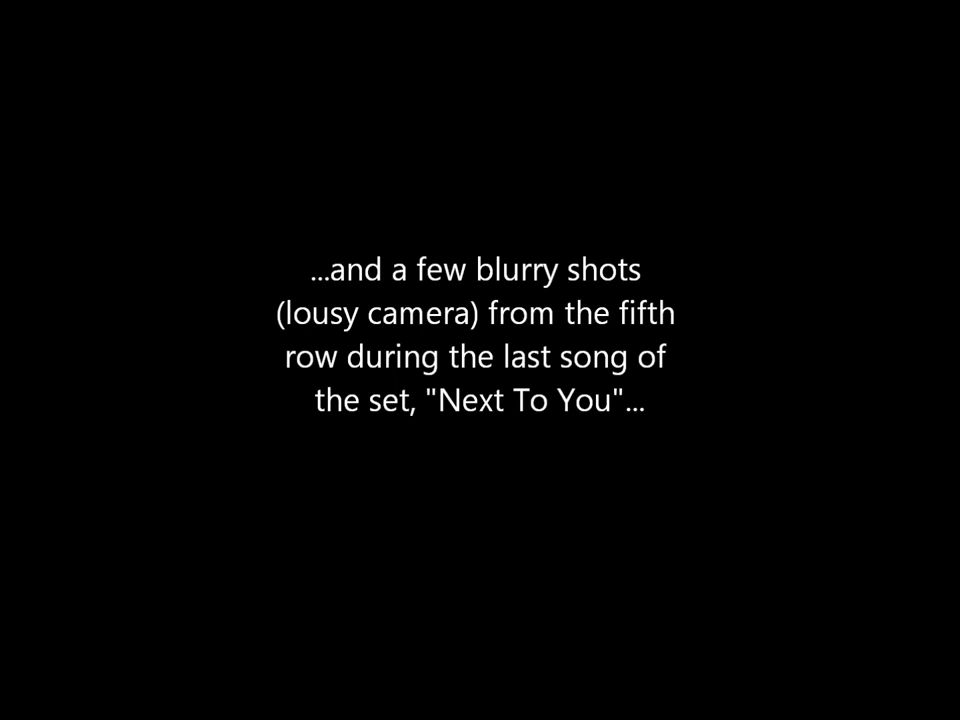 ...and a few blurry shots
(lousy camera) from the fifth
row during the last song of
the set, "Next To You"...